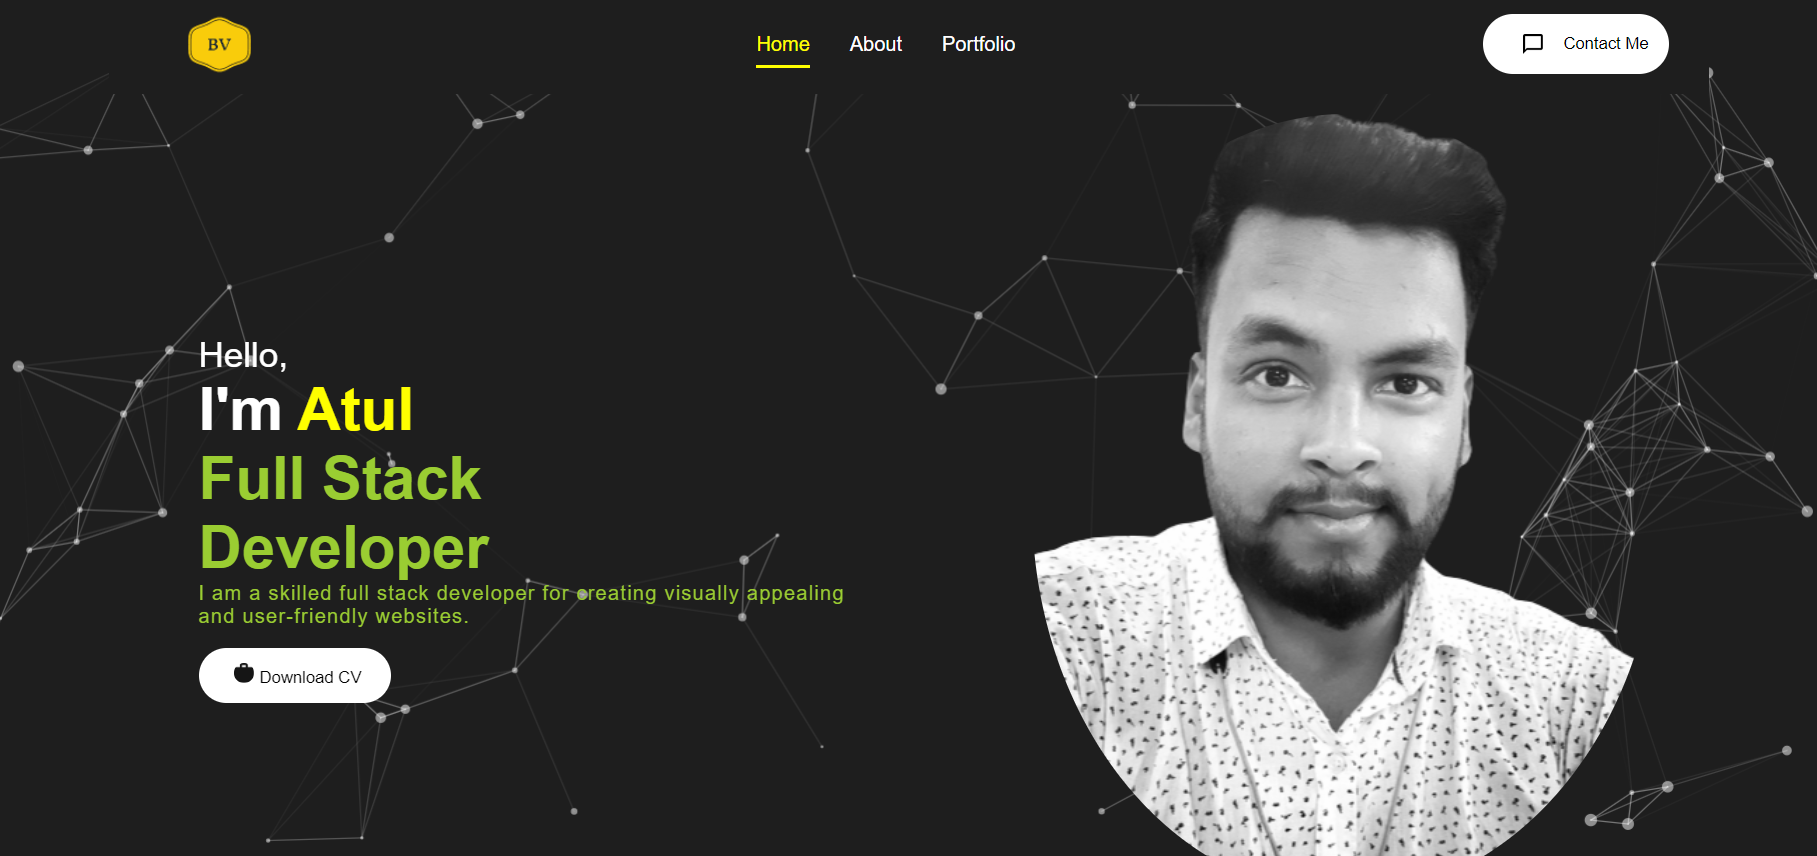 BV
Home About Portfolio
Contact Me
Hello,
I'm Atul
Full Stack
Developer
I am a skilled full stack developer for creating visually appealing
and user-friendly websites.
Download CV